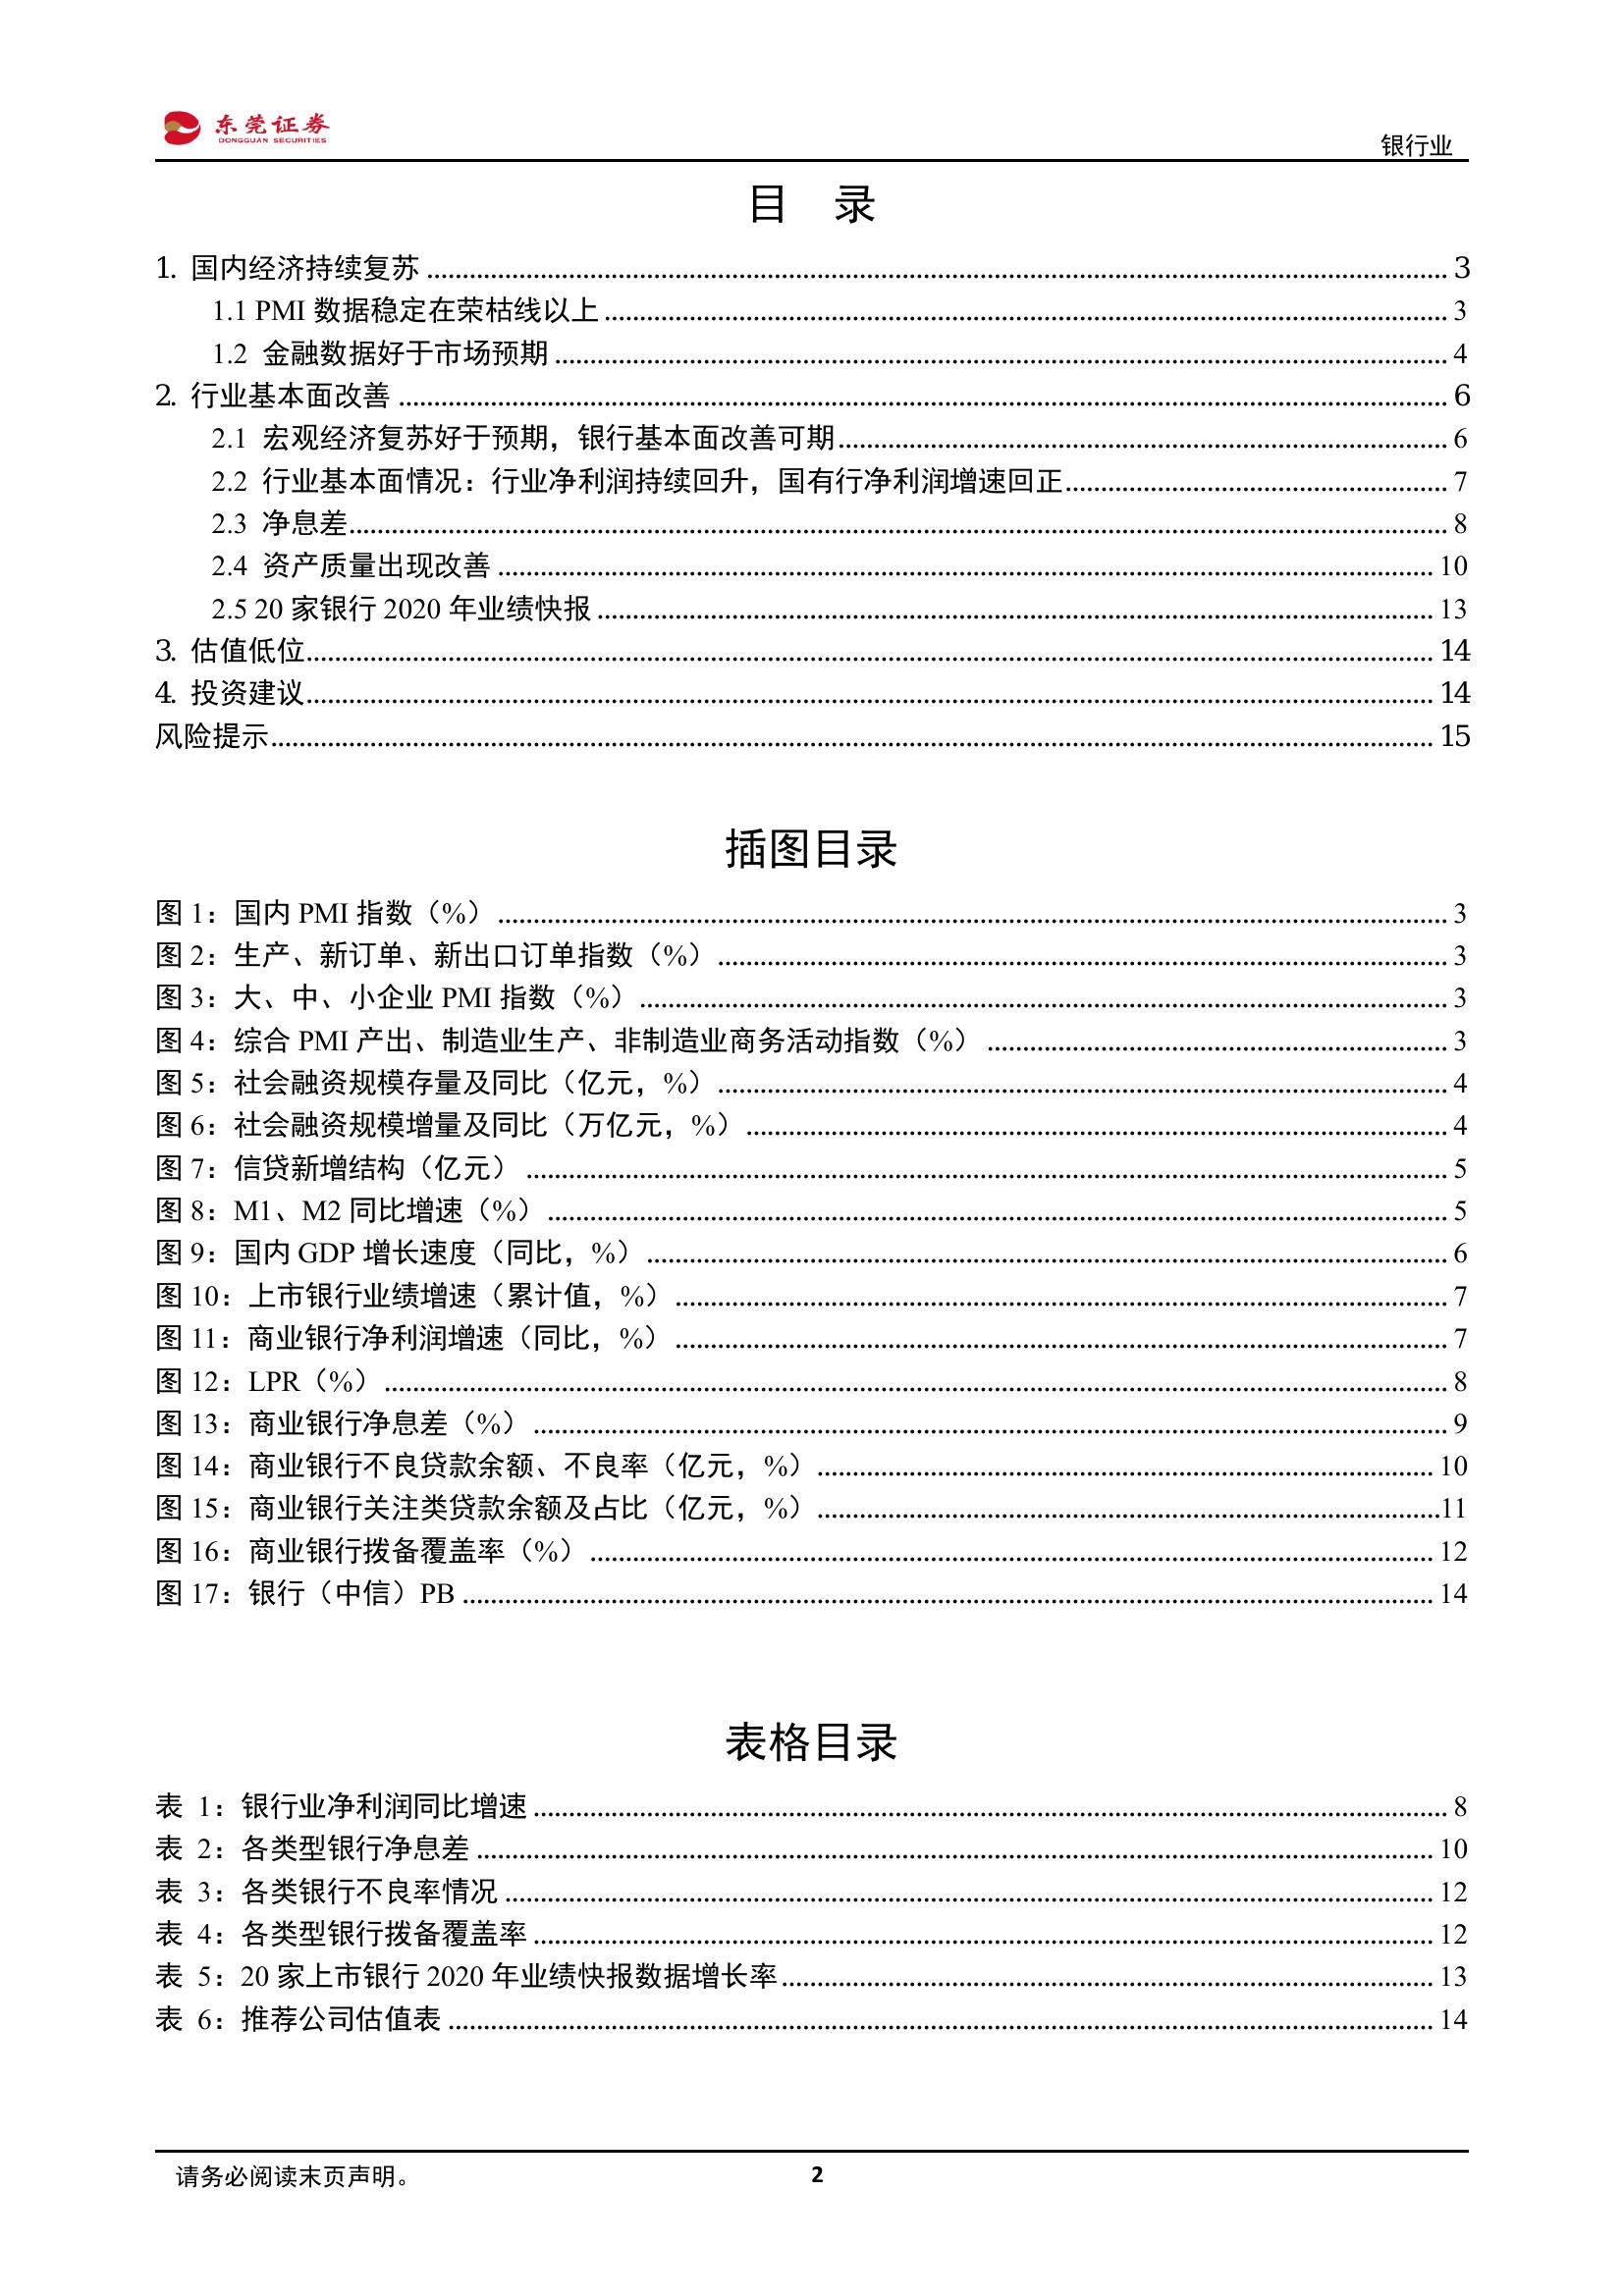 东莞证券
DONGGUAN SECURITIES
银行业
目 录
1. 国内经济持续复苏 3
1.1 PMI 数据稳定在荣枯线以上 3
1.2 金融数据好于市场预期 4
2. 行业基本面改善 6
2.1 宏观经济复苏好于预期，银行基本面改善可期 6
2.2 行业基本面情况：行业净利润持续回升，国有行净利润增速回正 7
2.3 净息差 8
2.4 资产质量出现改善 10
2.5 20 家银行 2020 年业绩快报 13
3. 估值低位 14
4. 投资建议 14
风险提示 15
插图目录
图 1：国内 PMI 指数（%） 3
图 2：生产、新订单、新出口订单指数（%） 3
图 3：大、中、小企业 PMI 指数（%） 3
图 4：综合 PMI 产出、制造业生产、非制造业商务活动指数（%） 3
图 5：社会融资规模存量及同比（亿元，%） 4
图 6：社会融资规模增量及同比（万亿元，%） 4
图 7：信贷新增结构（亿元） 5
图 8：M1、M2 同比增速（%） 5
图 9：国内 GDP 增长速度（同比，%） 6
图 10：上市银行业绩增速（累计值，%） 7
图 11：商业银行净利润增速（同比，%） 7
图 12：LPR（%） 8
图 13：商业银行净息差（%） 9
图 14：商业银行不良贷款余额、不良率（亿元，%） 10
图 15：商业银行关注类贷款余额及占比（亿元，%） 11
图 16：商业银行拨备覆盖率（%） 12
图 17：银行（中信）PB 14
表格目录
表 1：银行业净利润同比增速 8
表 2：各类型银行净息差 10
表 3：各类银行不良率情况 12
表 4：各类型银行拨备覆盖率 12
表 5：20 家上市银行 2020 年业绩快报数据增长率 13
表 6：推荐公司估值表 14
请务必阅读末页声明。
2